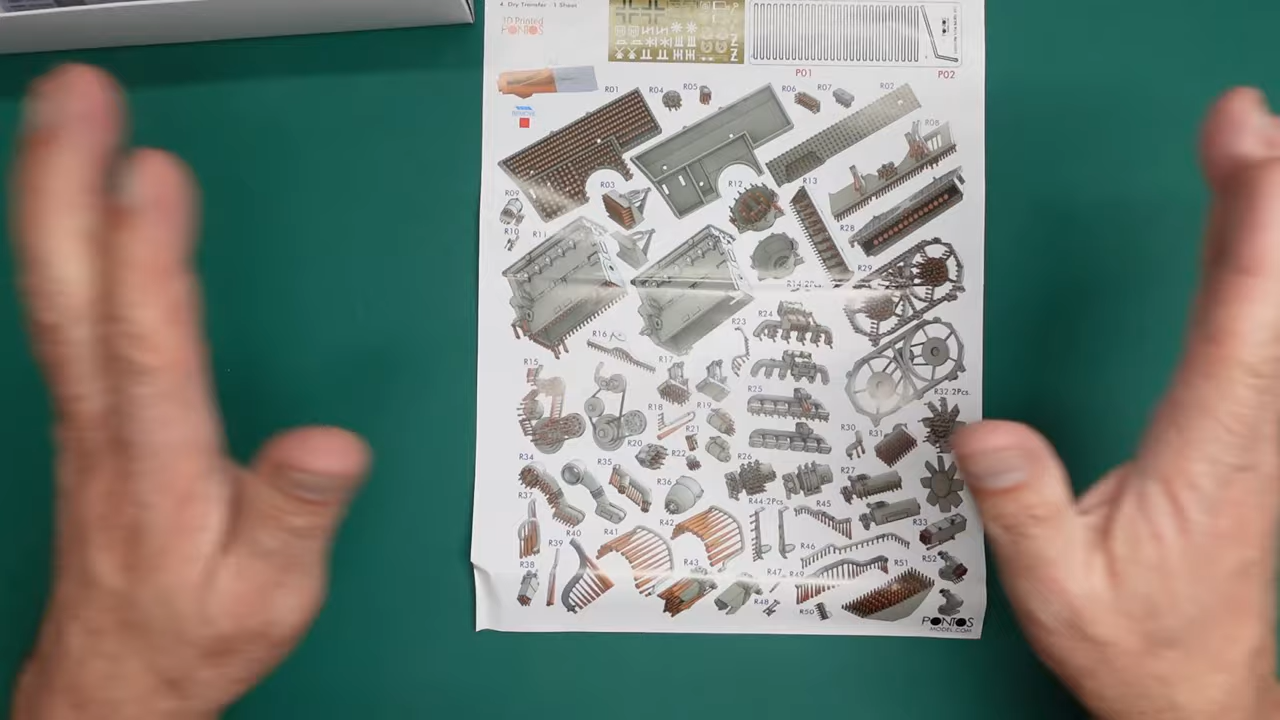 4. Dry Transfer : 1 Sheet
3D Printed
PONTOS
P01
P02
R01
R04
R05
R06
R07
R02
R08
R09
R03
R12
R13
R10
R11
R28
R29
R14:2Pcs.
R23
R24
R16
R15
R17
R25
R32:2Pcs.
R18
R19
R21
R30
R31
R20
R22
R34
R35
R36
R26
R27
R37
R44:2Pcs.
R45
R40
R41
R42
R33
R39
R46
R38
R43
R47
R49
R51
R52
R48
R50
PONTOS
MODEL.COM